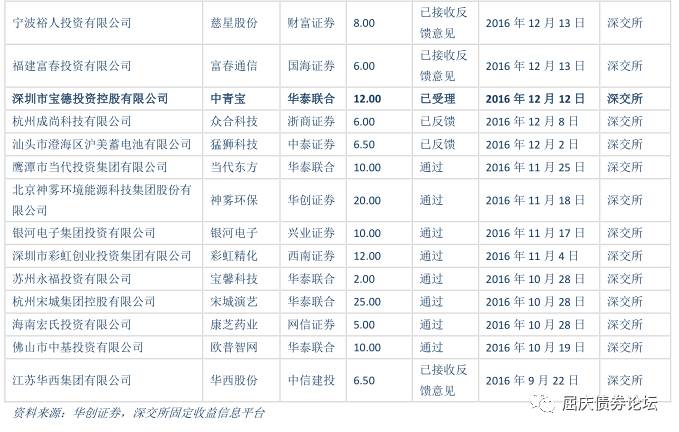 宁波裕人投资有限公司 慈星股份 财富证券 8.00 已接收反馈意见 2016 年 12 月 13 日 深交所
福建富春投资有限公司 富春通信 国海证券 6.00 已接收反馈意见 2016 年 12 月 13 日 深交所
深圳市宝德投资控股有限公司 中青宝 华泰联合 12.00 已受理 2016 年 12 月 12 日 深交所
杭州成尚科技有限公司 众合科技 浙商证券 6.00 已反馈 2016 年 12 月 8 日 深交所
汕头市澄海区沪美蓄电池有限公司 猛狮科技 中泰证券 6.50 已反馈 2016 年 12 月 2 日 深交所
鹰潭市当代投资集团有限公司 当代东方 华泰联合 10.00 通过 2016 年 11 月 25 日 深交所
北京神雾环境能源科技集团股份有限公司 神雾环保 华创证券 20.00 通过 2016 年 11 月 18 日 深交所
银河电子集团投资有限公司 银河电子 兴业证券 10.00 通过 2016 年 11 月 17 日 深交所
深圳市彩虹创业投资集团有限公司 彩虹精化 西南证券 12.00 通过 2016 年 11 月 4 日 深交所
苏州永福投资有限公司 宝馨科技 华泰联合 2.00 通过 2016 年 10 月 28 日 深交所
杭州宋城集团控股有限公司 宋城演艺 华泰联合 25.00 通过 2016 年 10 月 28 日 深交所
海南宏氏投资有限公司 康芝药业 网信证券 5.00 通过 2016 年 10 月 28 日 深交所
佛山市中基投资有限公司 欧普智网 华泰联合 10.00 通过 2016 年 10 月 19 日 深交所
江苏华西集团有限公司 华西股份 中信建投 6.50 已接收反馈意见 2016 年 9 月 22 日 深交所
资料来源：华创证券，深交所固定收益信息平台
屈庆债券论坛